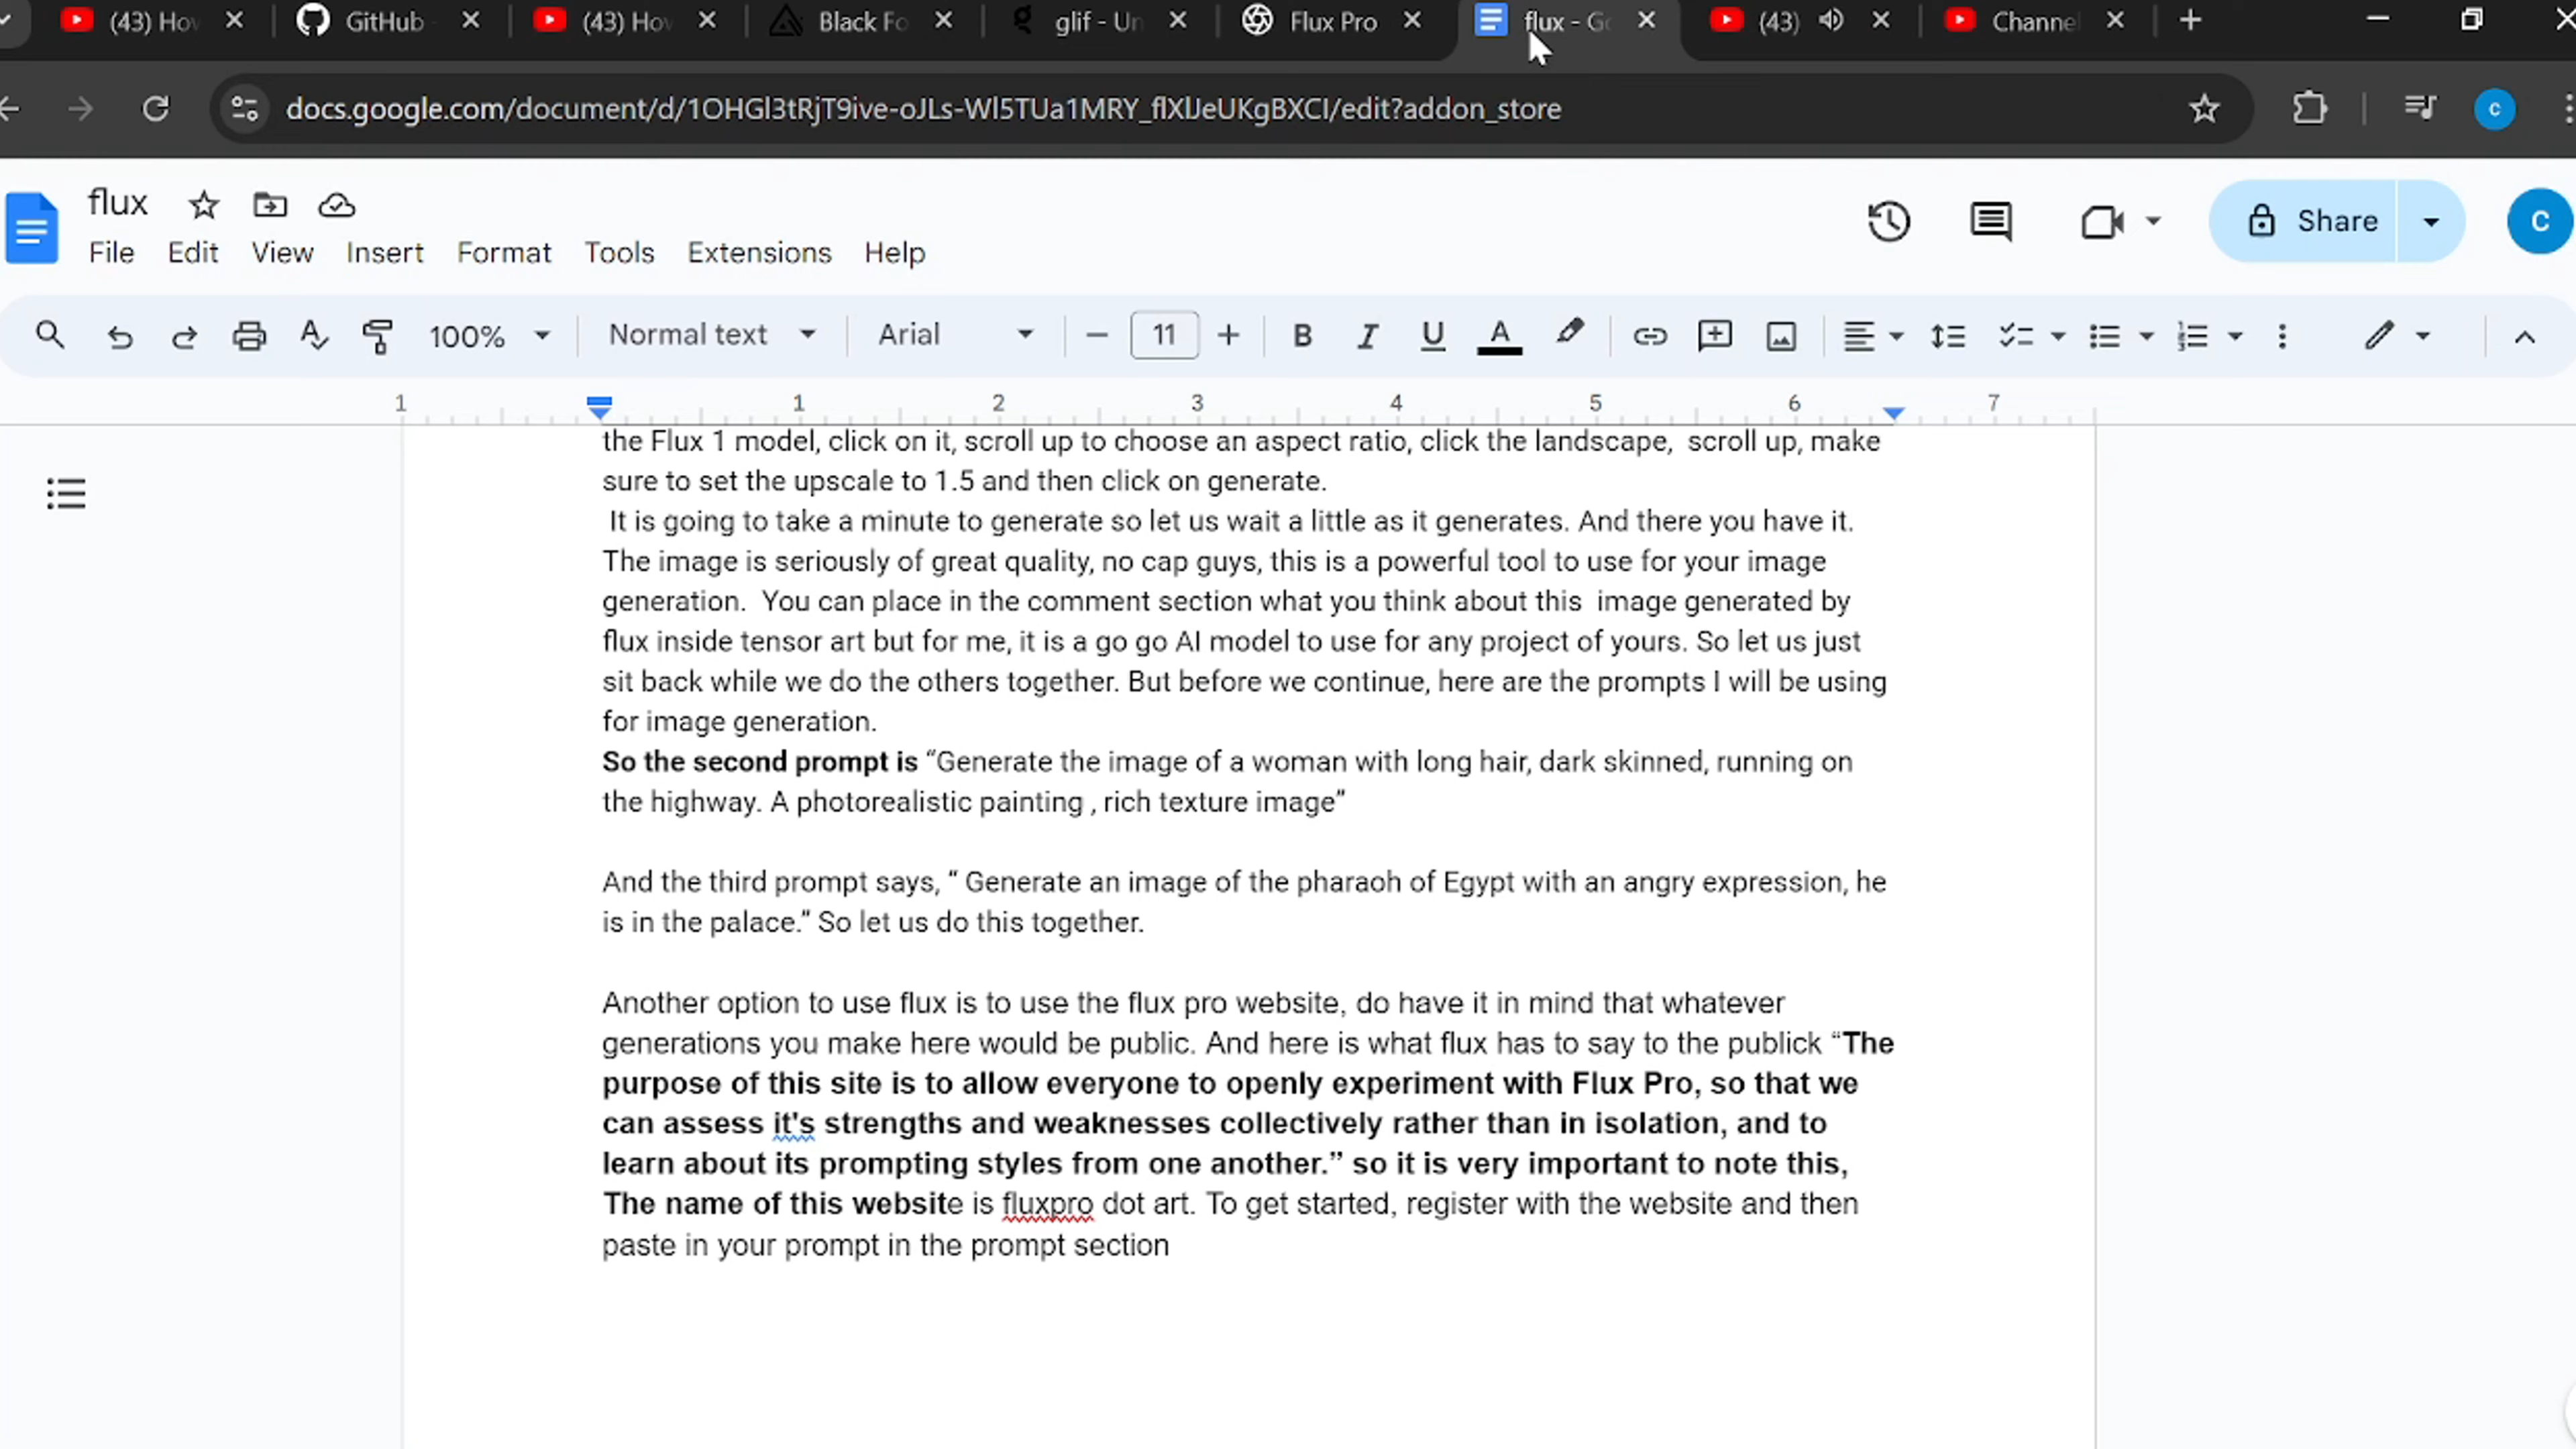 (43) Hov
GitHub
(43) Hov
Black Fo
glif - Un
Flux Pro
flux - Go
(43)
Channel
docs.google.com/document/d/1OHGl3tRjT9ive-oJLs-Wl5TUa1MRY_flXlJeUKgBXCI/edit?addon_store
C
flux
File Edit View Insert Format Tools Extensions Help
Share
C
100% Normal text Arial 11 B I U A
1 1 2 3 4 5 6 7
the Flux 1 model, click on it, scroll up to choose an aspect ratio, click the landscape,  scroll up, make
sure to set the upscale to 1.5 and then click on generate.
It is going to take a minute to generate so let us wait a little as it generates. And there you have it.
The image is seriously of great quality, no cap guys, this is a powerful tool to use for your image
generation.  You can place in the comment section what you think about this  image generated by
flux inside tensor art but for me, it is a go go AI model to use for any project of yours. So let us just
sit back while we do the others together. But before we continue, here are the prompts I will be using
for image generation.
So the second prompt is “Generate the image of a woman with long hair, dark skinned, running on
the highway. A photorealistic painting , rich texture image”
And the third prompt says, “ Generate an image of the pharaoh of Egypt with an angry expression, he
is in the palace.” So let us do this together.
Another option to use flux is to use the flux pro website, do have it in mind that whatever
generations you make here would be public. And here is what flux has to say to the publick “The
purpose of this site is to allow everyone to openly experiment with Flux Pro, so that we
can assess it's strengths and weaknesses collectively rather than in isolation, and to
learn about its prompting styles from one another.” so it is very important to note this,
The name of this website is fluxpro dot art. To get started, register with the website and then
paste in your prompt in the prompt section